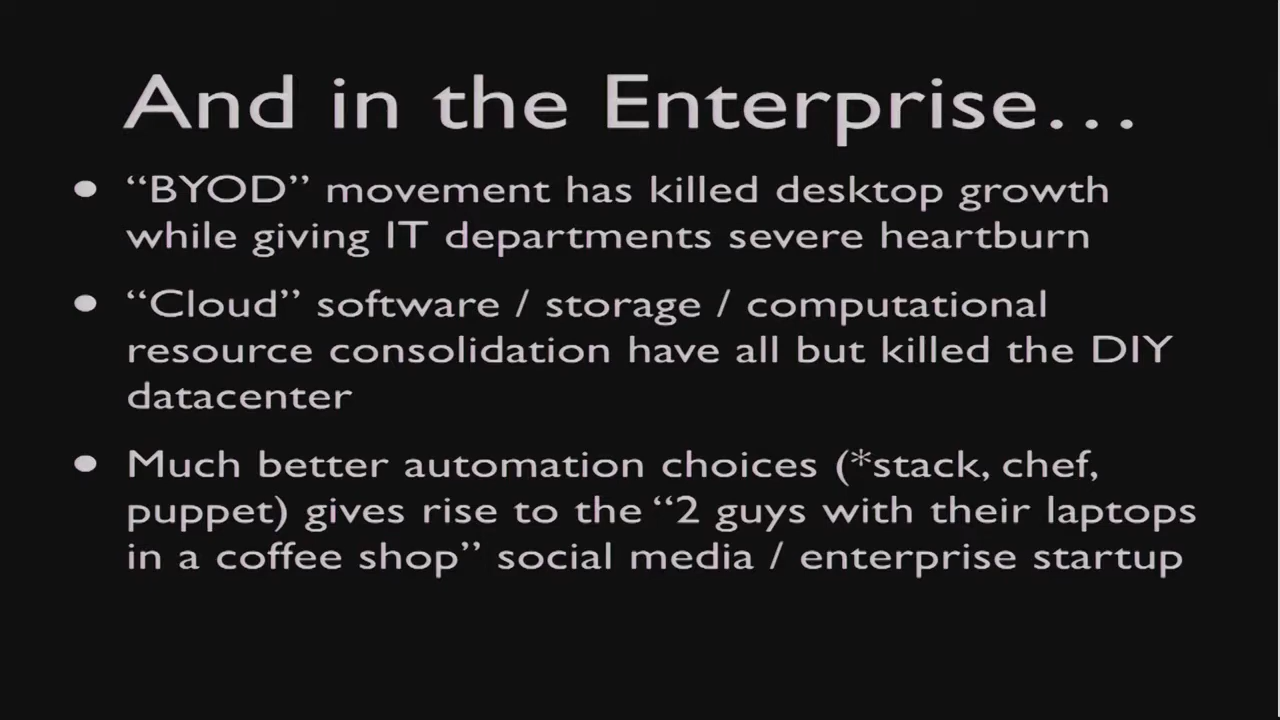 And in the Enterprise…
• “BYOD” movement has killed desktop growth
while giving IT departments severe heartburn
• “Cloud” software / storage / computational
resource consolidation have all but killed the DIY
datacenter
• Much better automation choices (*stack, chef,
puppet) gives rise to the “2 guys with their laptops
in a coffee shop” social media / enterprise startup